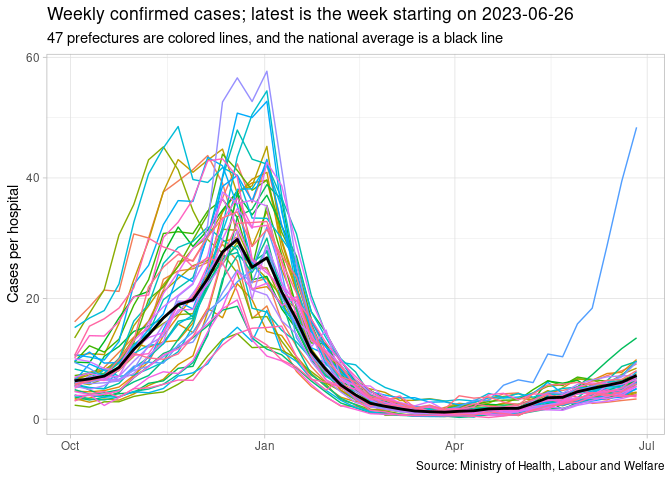 Weekly confirmed cases; latest is the week starting on 2023-06-26
47 prefectures are colored lines, and the national average is a black line
60
40
20
0
Cases per hospital
Oct
Jan
Apr
Jul
Source: Ministry of Health, Labour and Welfare